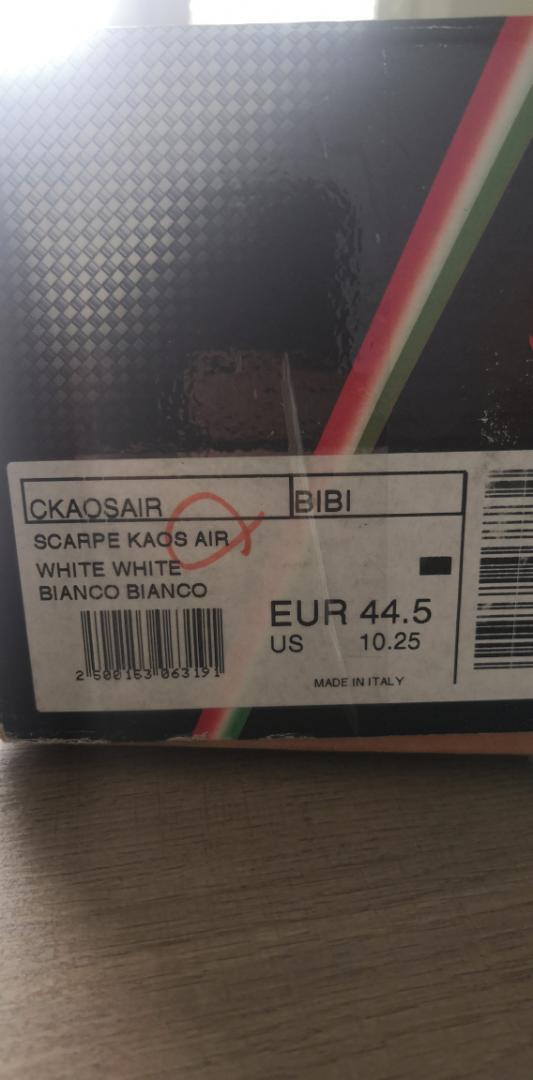 CKAOSAIR BIBI
SCARPE KAOS AIR
WHITE WHITE
BIANCO BIANCO
EUR 44.5
US 10.25
2 500153 063191
MADE IN ITALY